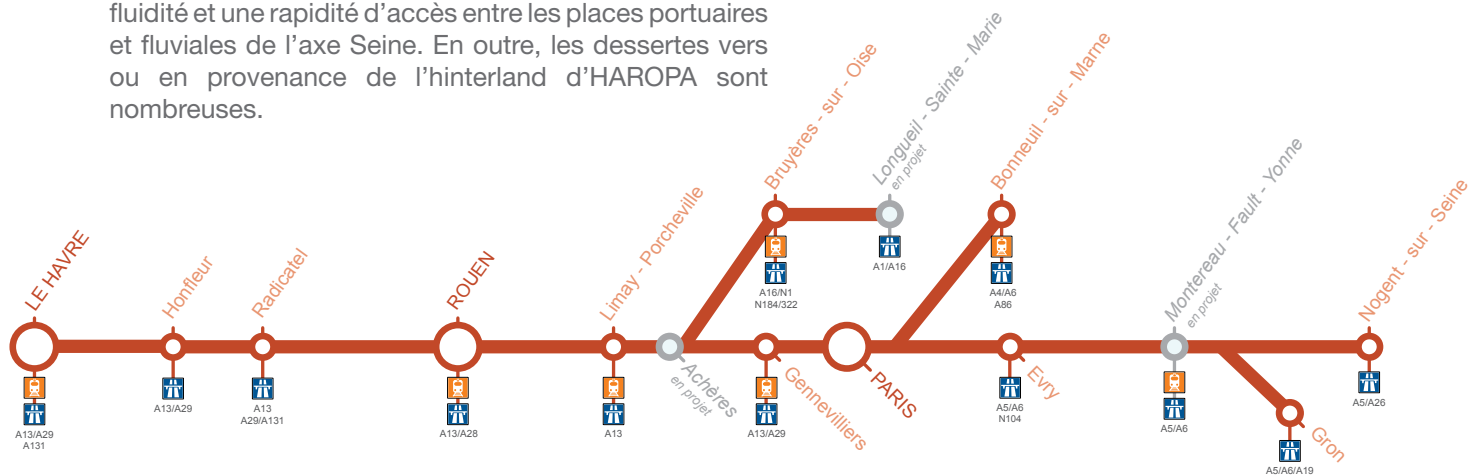 fluidité et une rapidité d’accès entre les places portuaires
et fluviales de l’axe Seine. En outre, les dessertes vers
ou en provenance de l’hinterland d’HAROPA sont
nombreuses.
LE HAVRE
A13/A29
A131
Honfleur
A13/A29
Radicatel
A13
A29/A131
ROUEN
A13/A28
Limay - Porcheville
A13
Achères
en projet
Bruyères - sur - Oise
A16/N1
N184/322
Longueil - Sainte - Marie
en projet
A1/A16
Gennevilliers
A13/A29
PARIS
Bonneuil - sur - Marne
A4/A6
A86
Evry
A5/A6
N104
Montereau - Fault - Yonne
en projet
A5/A6
Gron
A5/A6/A19
Nogent - sur - Seine
A5/A26